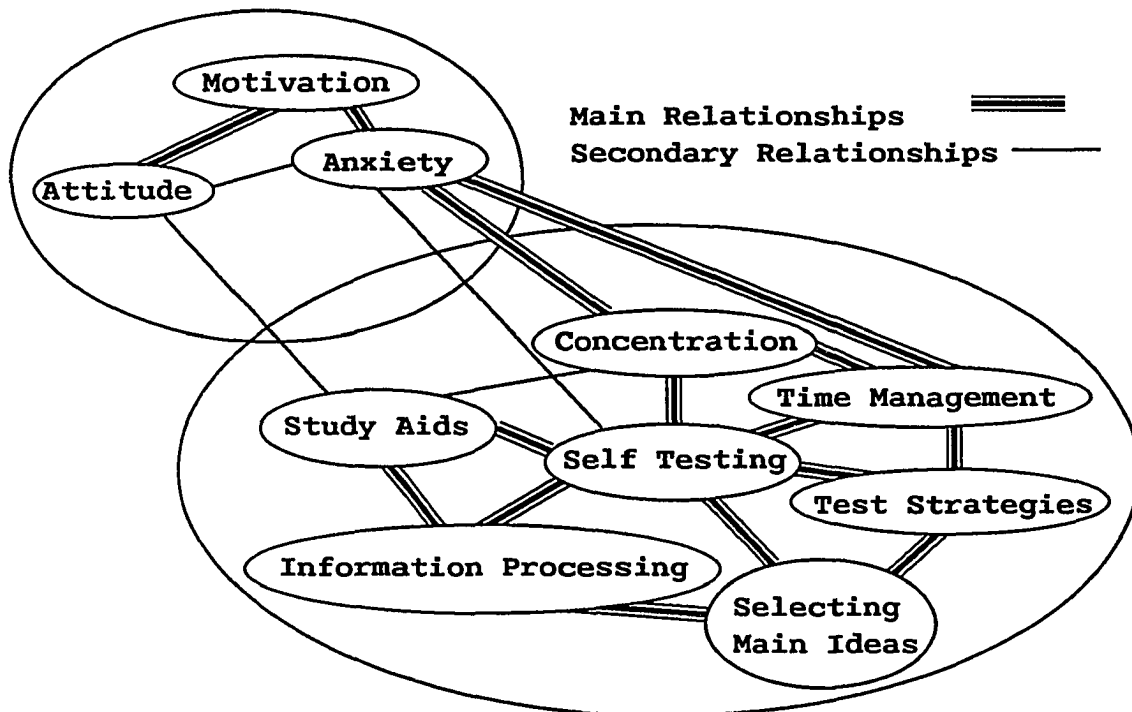 Motivation
Main Relationships
Anxiety
Secondary Relationships
Attitude
Concentration
Time Management
Study Aids
Self Testing
Test Strategies
Information Processing
Selecting
Main Ideas